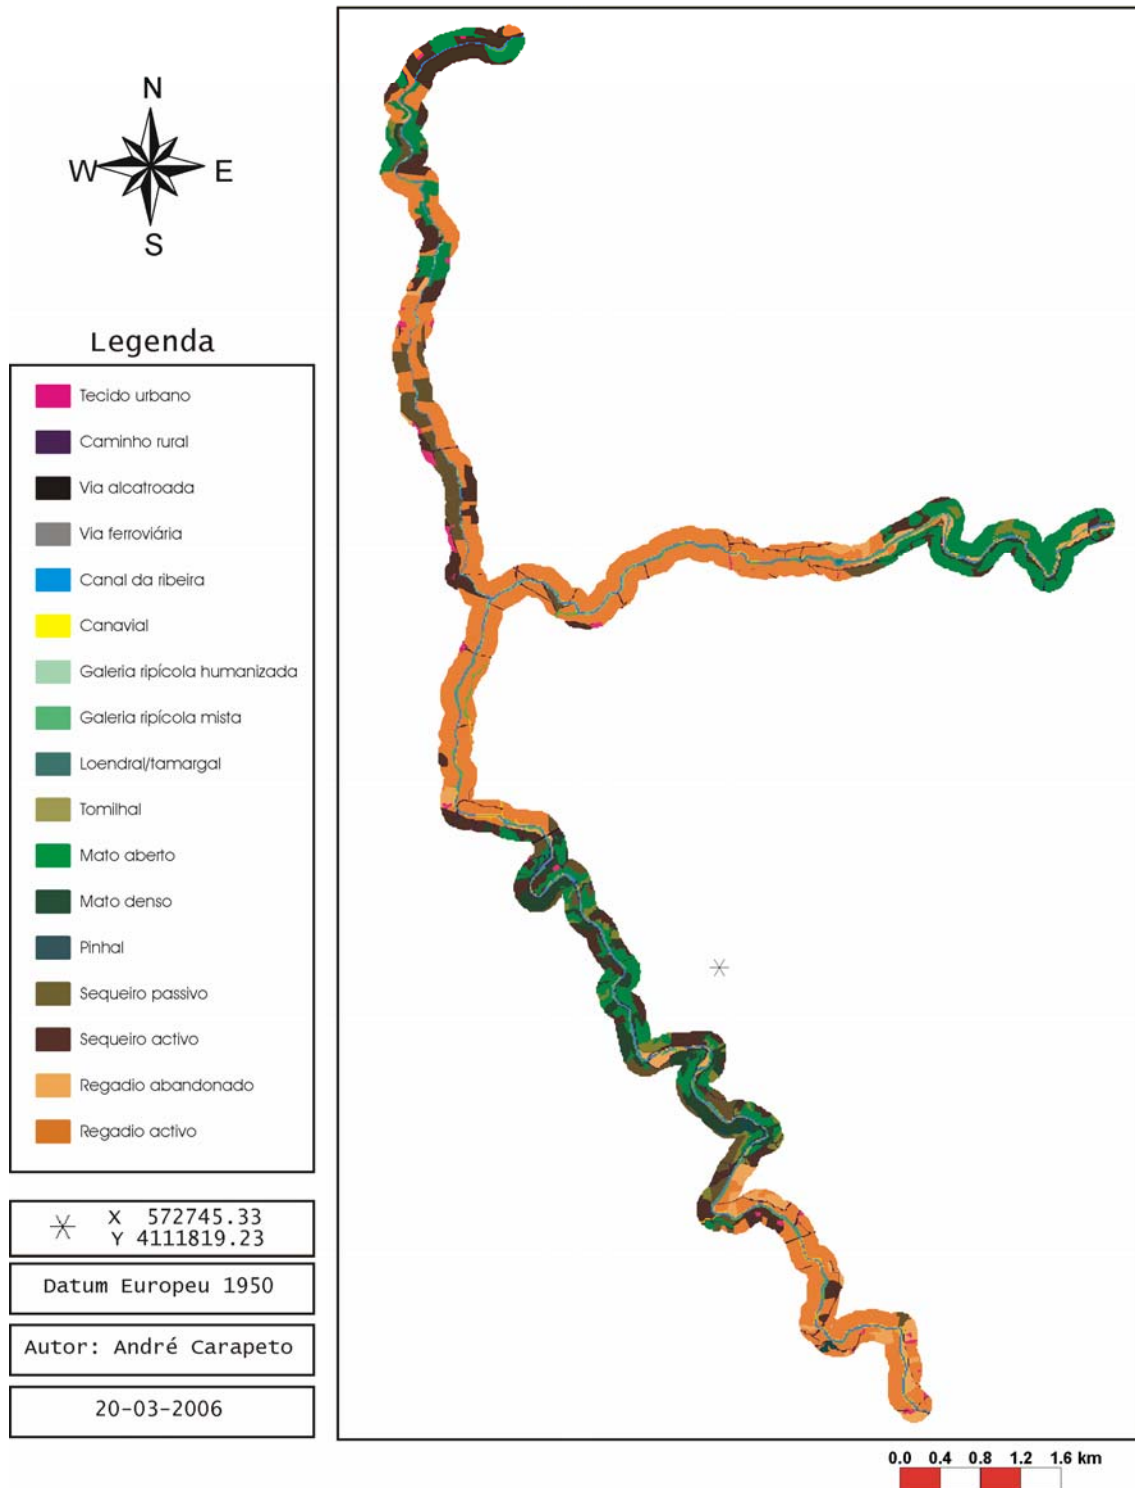 N
W E
S
Legenda
Tecido urbano
Caminho rural
Via alcatroada
Via ferroviária
Canal da ribeira
Canavial
Galeria ripícola humanizada
Galeria ripícola mista
Loendral/tamargal
Tomilhal
Mato aberto
Mato denso
Pinhal
Sequeiro passivo
Sequeiro activo
Regadio abandonado
Regadio activo
X 572745.33
Y 4111819.23
Datum Europeu 1950
Autor: André Carapeto
20-03-2006
0.0 0.4 0.8 1.2 1.6 km